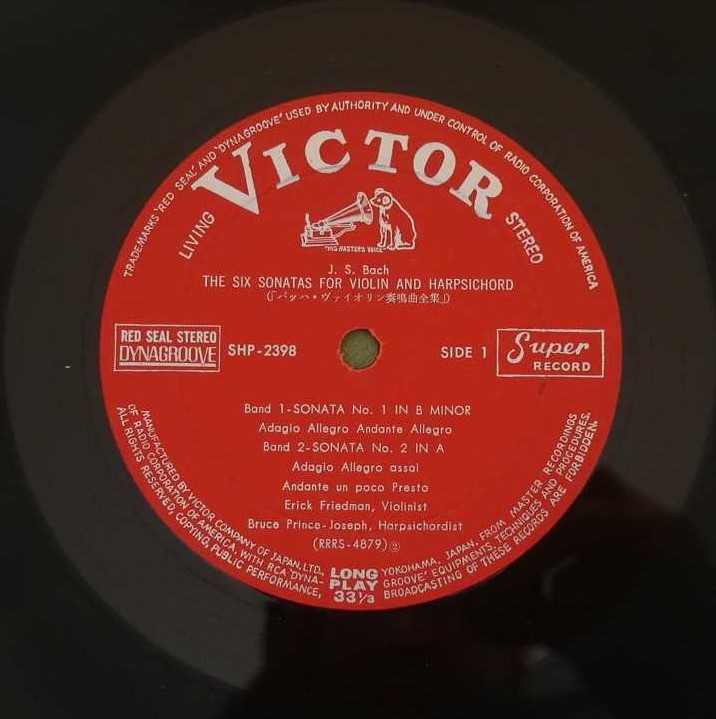 TRADEMARKS 'RED SEAL' AND 'DYNAGROOVE' USED BY AUTHORITY AND UNDER CONTROL OF RADIO CORPORATION OF AMERICA
VICTOR
LIVING
STEREO
"HIS MASTER'S VOICE"
J. S. Bach
THE SIX SONATAS FOR VIOLIN AND HARPSICHORD
(『バッハ・ヴァイオリン奏鳴曲全集』)
RED SEAL STEREO
DYNAGROOVE
SHP-2398
SIDE 1
Super
RECORD
Band 1-SONATA No. 1 IN B MINOR
Adagio Allegro Andante Allegro
Band 2-SONATA No. 2 IN A
Adagio Allegro assai
Andante un poco Presto
Erick Friedman, Violinist
Bruce Prince-Joseph, Harpsichordist
(RRRS-4879) ②
MANUFACTURED BY VICTOR COMPANY OF JAPAN, LTD., YOKOHAMA, JAPAN, FROM MASTER RECORDINGS
OF RADIO CORPORATION OF AMERICA, WITH RCA 'DYNA-GROOVE' EQUIPMENTS, TECHNIQUES AND PROCEDURES.
ALL RIGHTS RESERVED, COPYING, PUBLIC PERFORMANCE, BROADCASTING OF THESE RECORDS ARE FORBIDDEN.
LONG
PLAY
33⅓